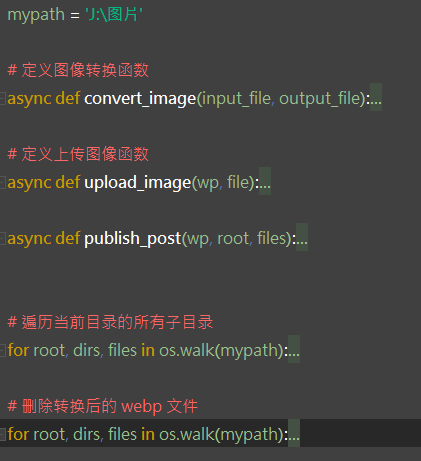 mypath = 'J:\图片'
# 定义图像转换函数
async def convert_image(input_file, output_file):...
# 定义上传图像函数
async def upload_image(wp, file):...
async def publish_post(wp, root, files):...
# 遍历当前目录的所有子目录
for root, dirs, files in os.walk(mypath):...
# 删除转换后的 webp 文件
for root, dirs, files in os.walk(mypath):...